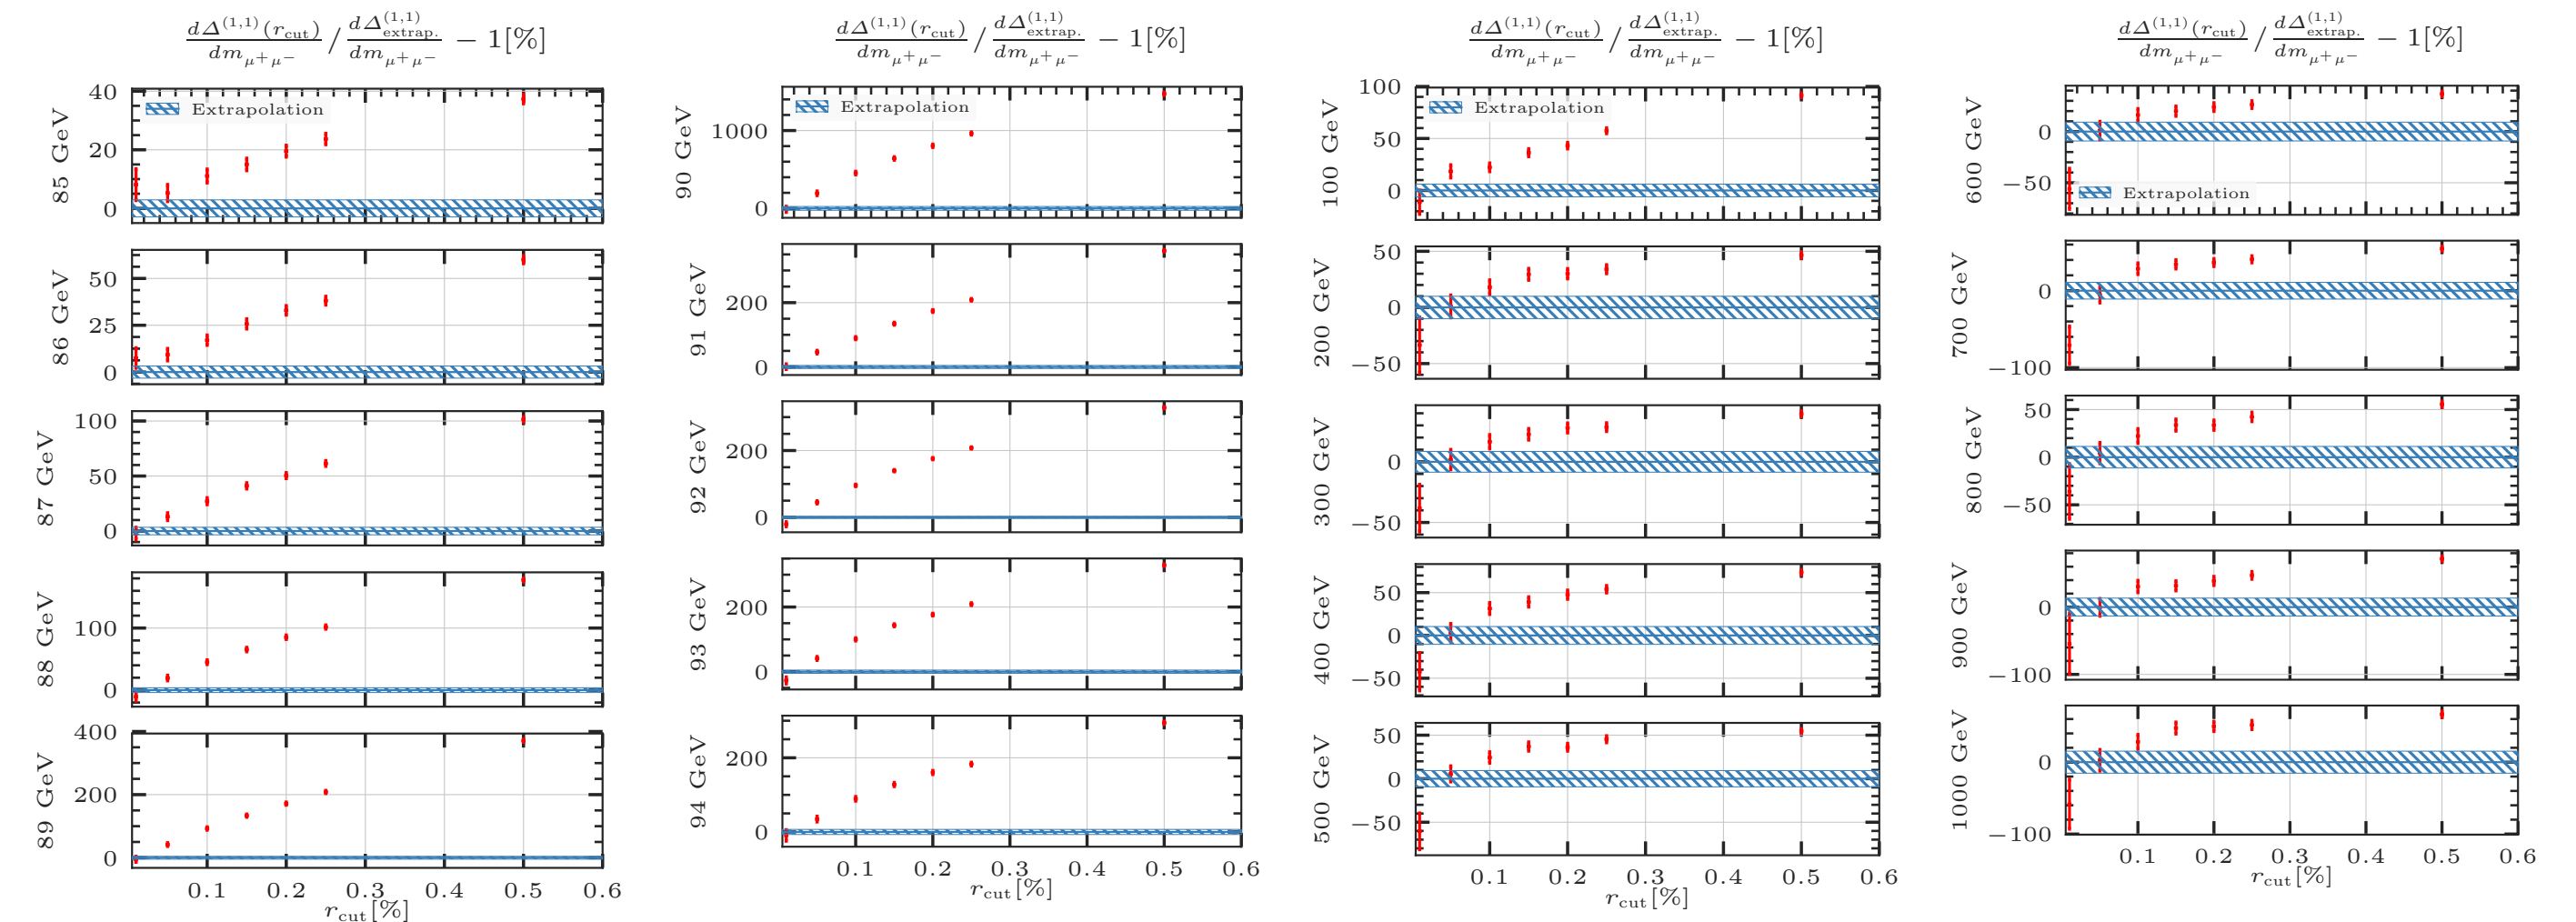 dΔ^(1,1)(r_cut)/dm_μ+μ− / dΔ^(1,1)_extrap./dm_μ+μ− − 1[%]
40
20
0
85 GeV
Extrapolation
50
25
0
86 GeV
100
50
0
87 GeV
100
0
88 GeV
400
200
0
89 GeV
0.1 0.2 0.3 0.4 0.5 0.6
r_cut[%]
dΔ^(1,1)(r_cut)/dm_μ+μ− / dΔ^(1,1)_extrap./dm_μ+μ− − 1[%]
1000
0
90 GeV
Extrapolation
200
0
91 GeV
200
0
92 GeV
200
0
93 GeV
200
0
94 GeV
0.1 0.2 0.3 0.4 0.5 0.6
r_cut[%]
dΔ^(1,1)(r_cut)/dm_μ+μ− / dΔ^(1,1)_extrap./dm_μ+μ− − 1[%]
100
50
0
100 GeV
Extrapolation
50
0
−50
200 GeV
0
−50
300 GeV
50
0
−50
400 GeV
50
0
−50
500 GeV
0.1 0.2 0.3 0.4 0.5 0.6
r_cut[%]
dΔ^(1,1)(r_cut)/dm_μ+μ− / dΔ^(1,1)_extrap./dm_μ+μ− − 1[%]
0
−50
600 GeV
Extrapolation
0
−100
700 GeV
50
0
−50
800 GeV
0
−100
900 GeV
0
−100
1000 GeV
0.1 0.2 0.3 0.4 0.5 0.6
r_cut[%]